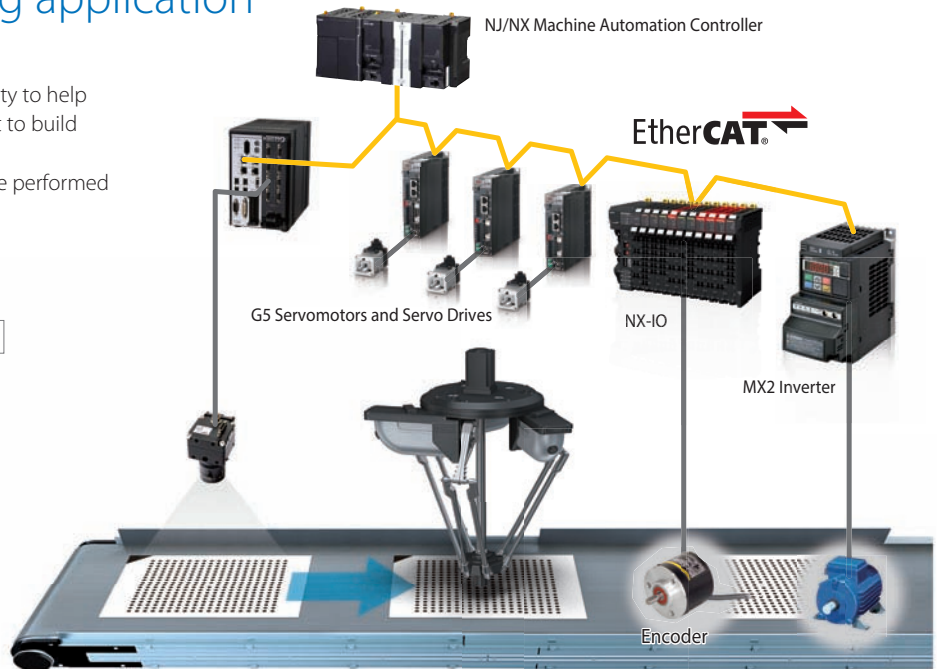 g application
NJ/NX Machine Automation Controller
ty to help
t to build
e performed
EtherCAT®
G5 Servomotors and Servo Drives
NX-IO
MX2 Inverter
Encoder